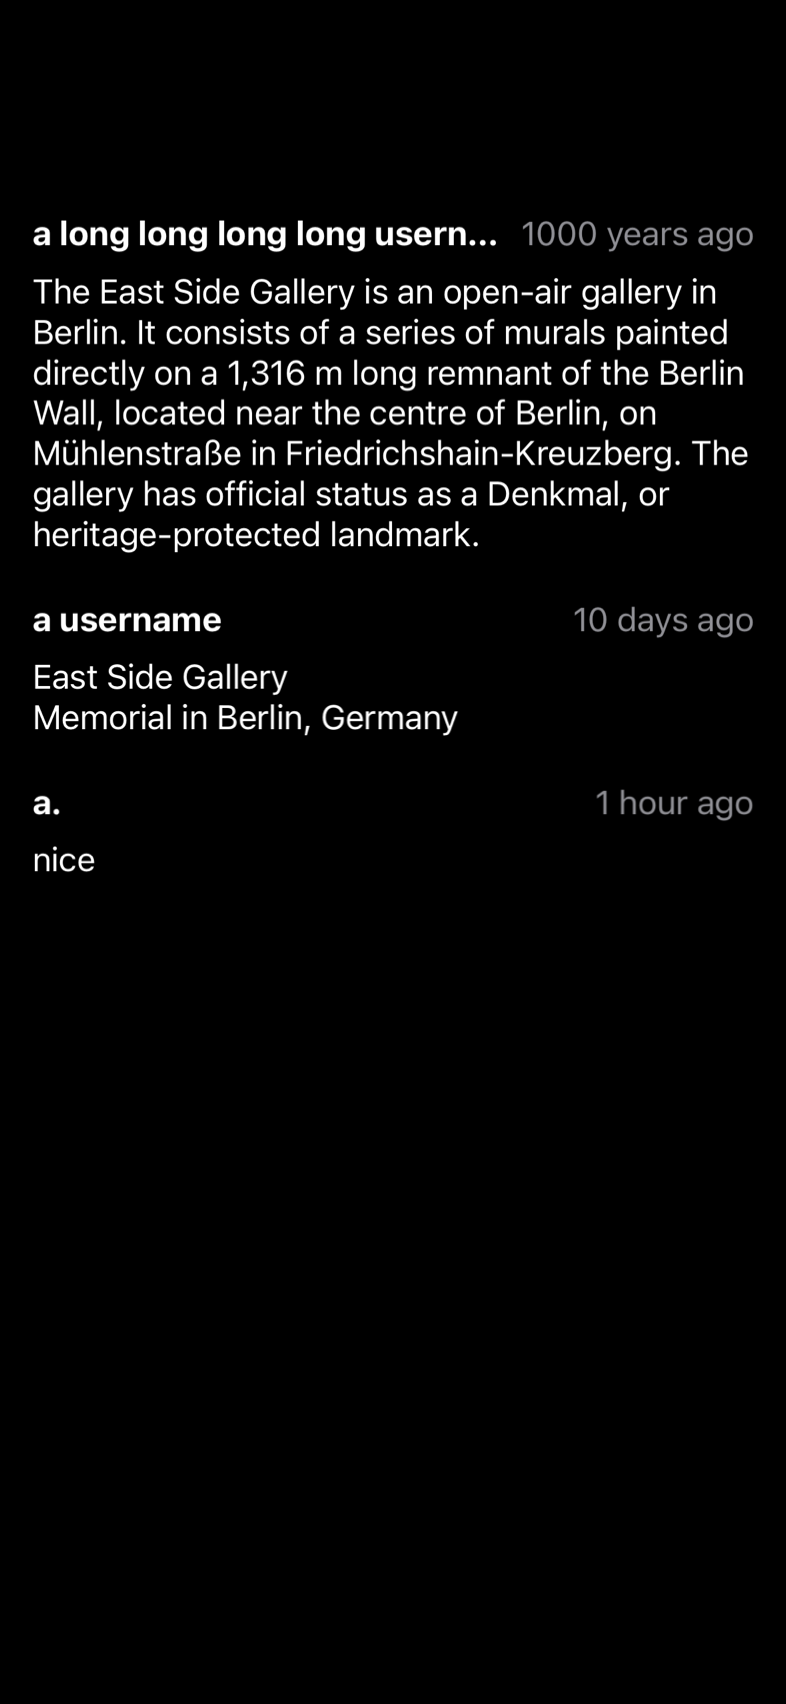 a long long long long usern... 1000 years ago
The East Side Gallery is an open-air gallery in
Berlin. It consists of a series of murals painted
directly on a 1,316 m long remnant of the Berlin
Wall, located near the centre of Berlin, on
Mühlenstraße in Friedrichshain-Kreuzberg. The
gallery has official status as a Denkmal, or
heritage-protected landmark.
a username 10 days ago
East Side Gallery
Memorial in Berlin, Germany
a. 1 hour ago
nice